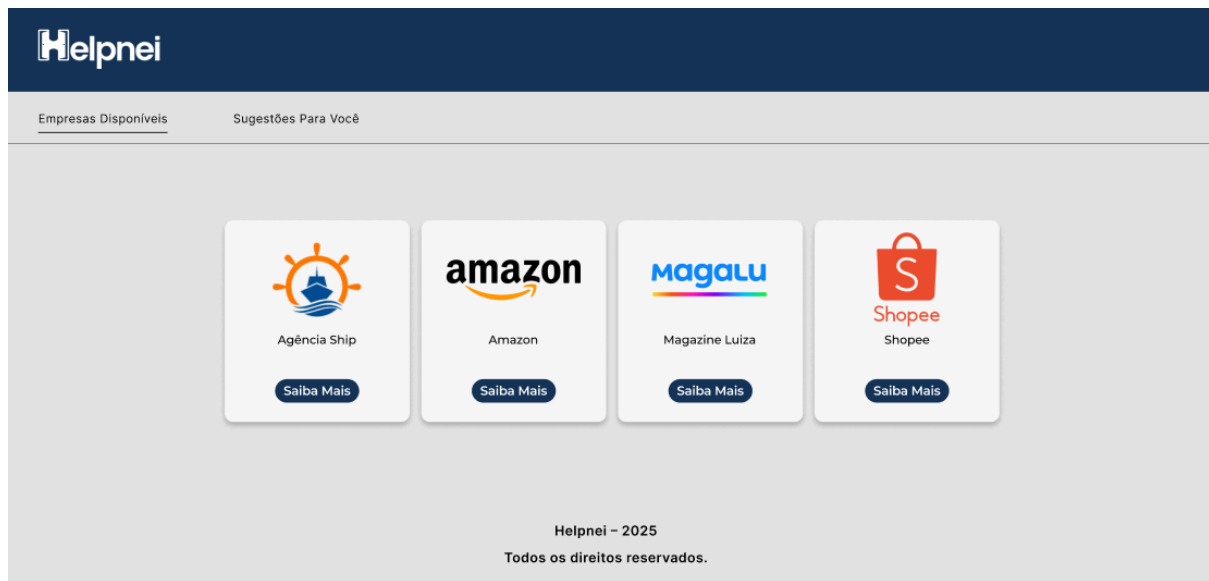 Helpnei
Empresas Disponíveis Sugestões Para Você
amazon magalu S
Shopee
Agência Ship Amazon Magazine Luiza Shopee
Saiba Mais Saiba Mais Saiba Mais Saiba Mais
Helpnei – 2025
Todos os direitos reservados.